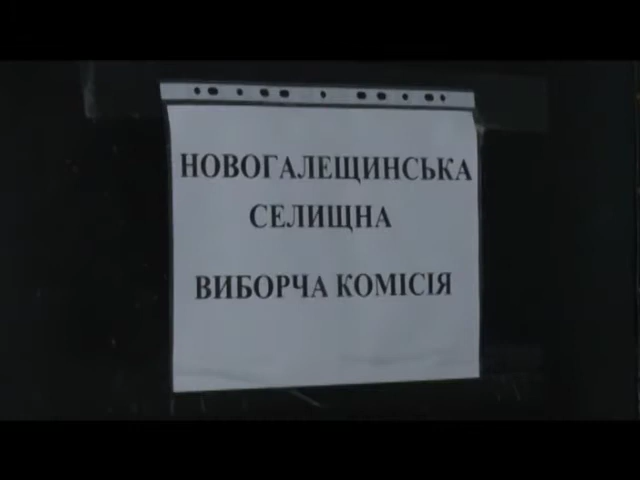 НОВОГАЛЕЩИНСЬКА
СЕЛИЩНА
ВИБОРЧА КОМІСІЯ